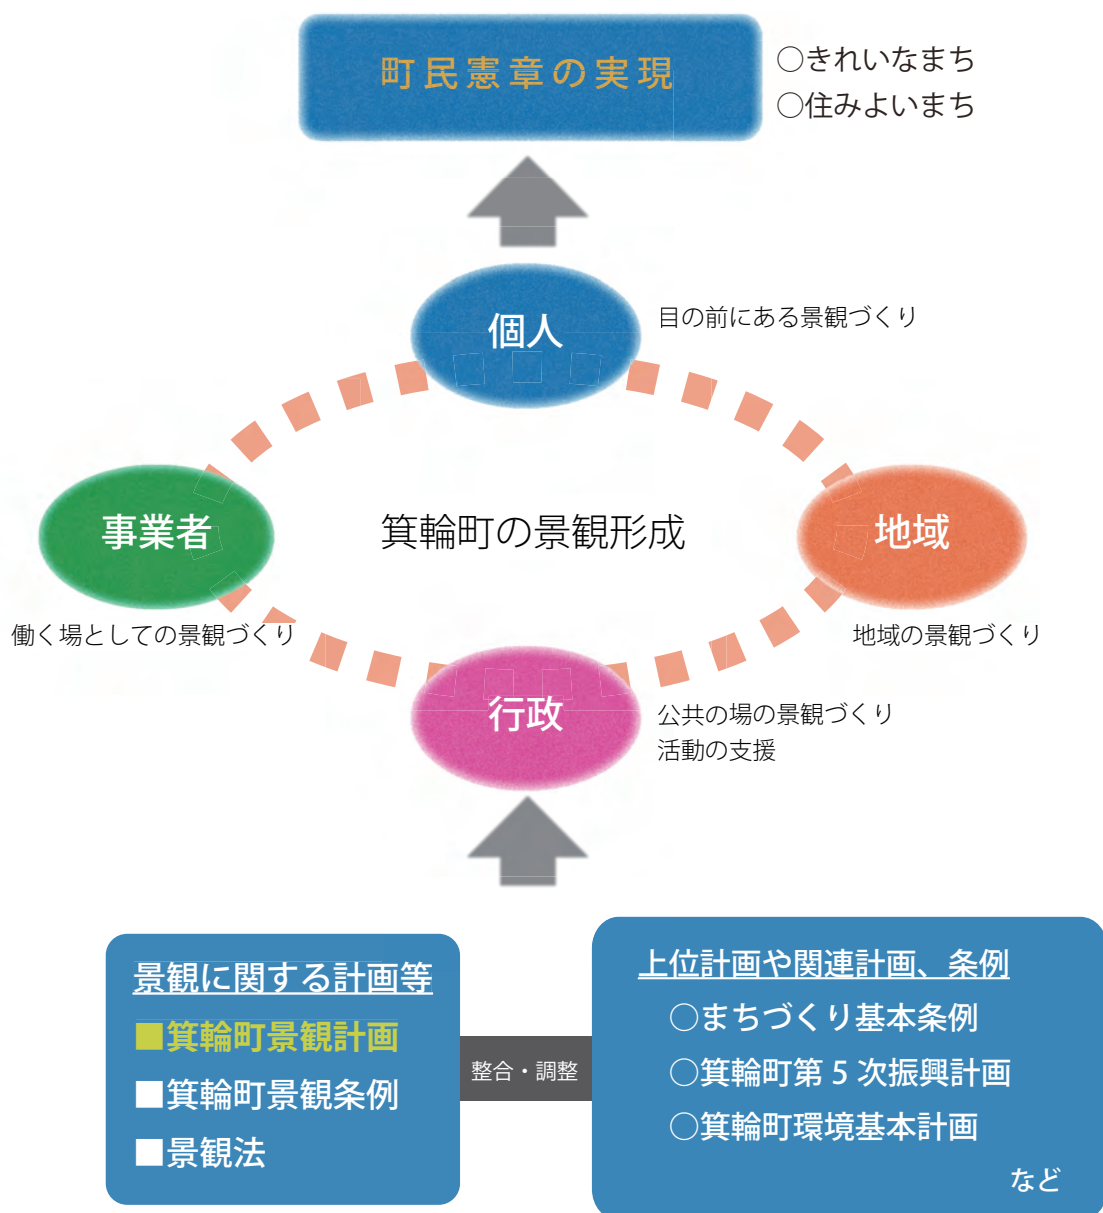 町民憲章の実現
○きれいなまち
○住みよいまち
個人
目の前にある景観づくり
事業者
箕輪町の景観形成
地域
働く場としての景観づくり
地域の景観づくり
行政
公共の場の景観づくり
活動の支援
景観に関する計画等
■箕輪町景観計画
■箕輪町景観条例
■景観法
整合・調整
上位計画や関連計画、条例
○まちづくり基本条例
○箕輪町第 5 次振興計画
○箕輪町環境基本計画
など